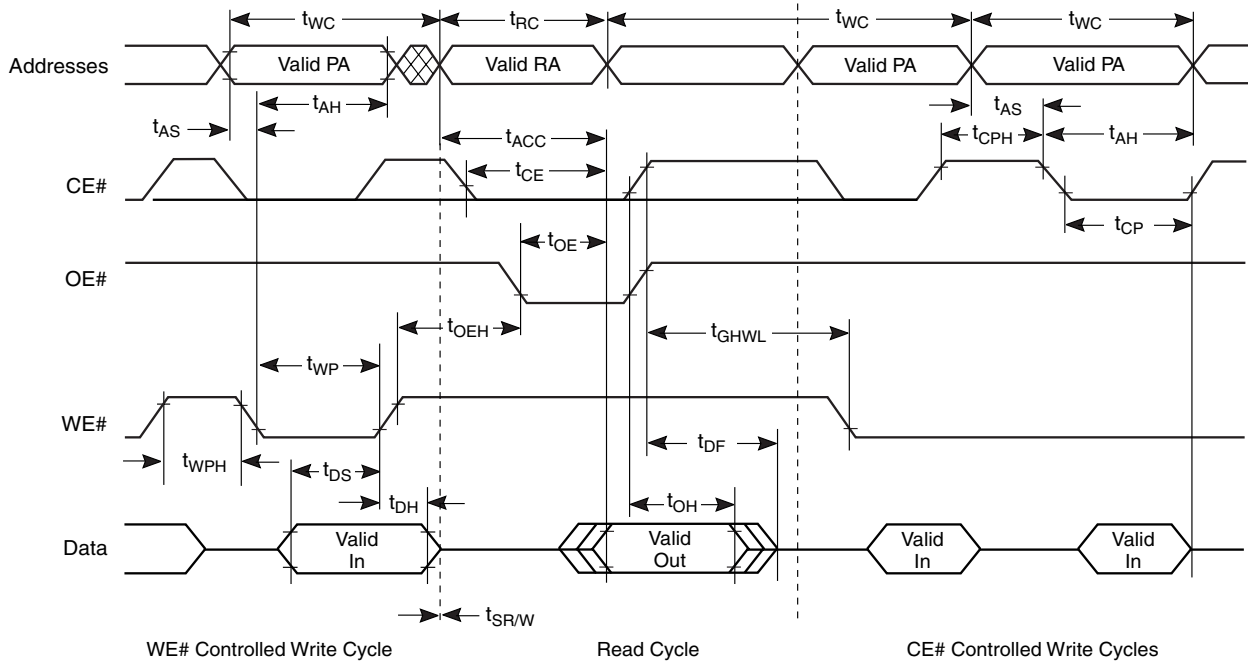 tWC tRC tWC tWC
Addresses Valid PA Valid RA Valid PA Valid PA
tAH tAS
tAS tACC tCPH tAH
CE# tCE
tOE tCP
OE#
tOEH tGHWL
tWP
WE#
tWPH tDS tDF
tDH tOH
Data Valid In Valid Out Valid In Valid In
tSR/W
WE# Controlled Write Cycle Read Cycle CE# Controlled Write Cycles